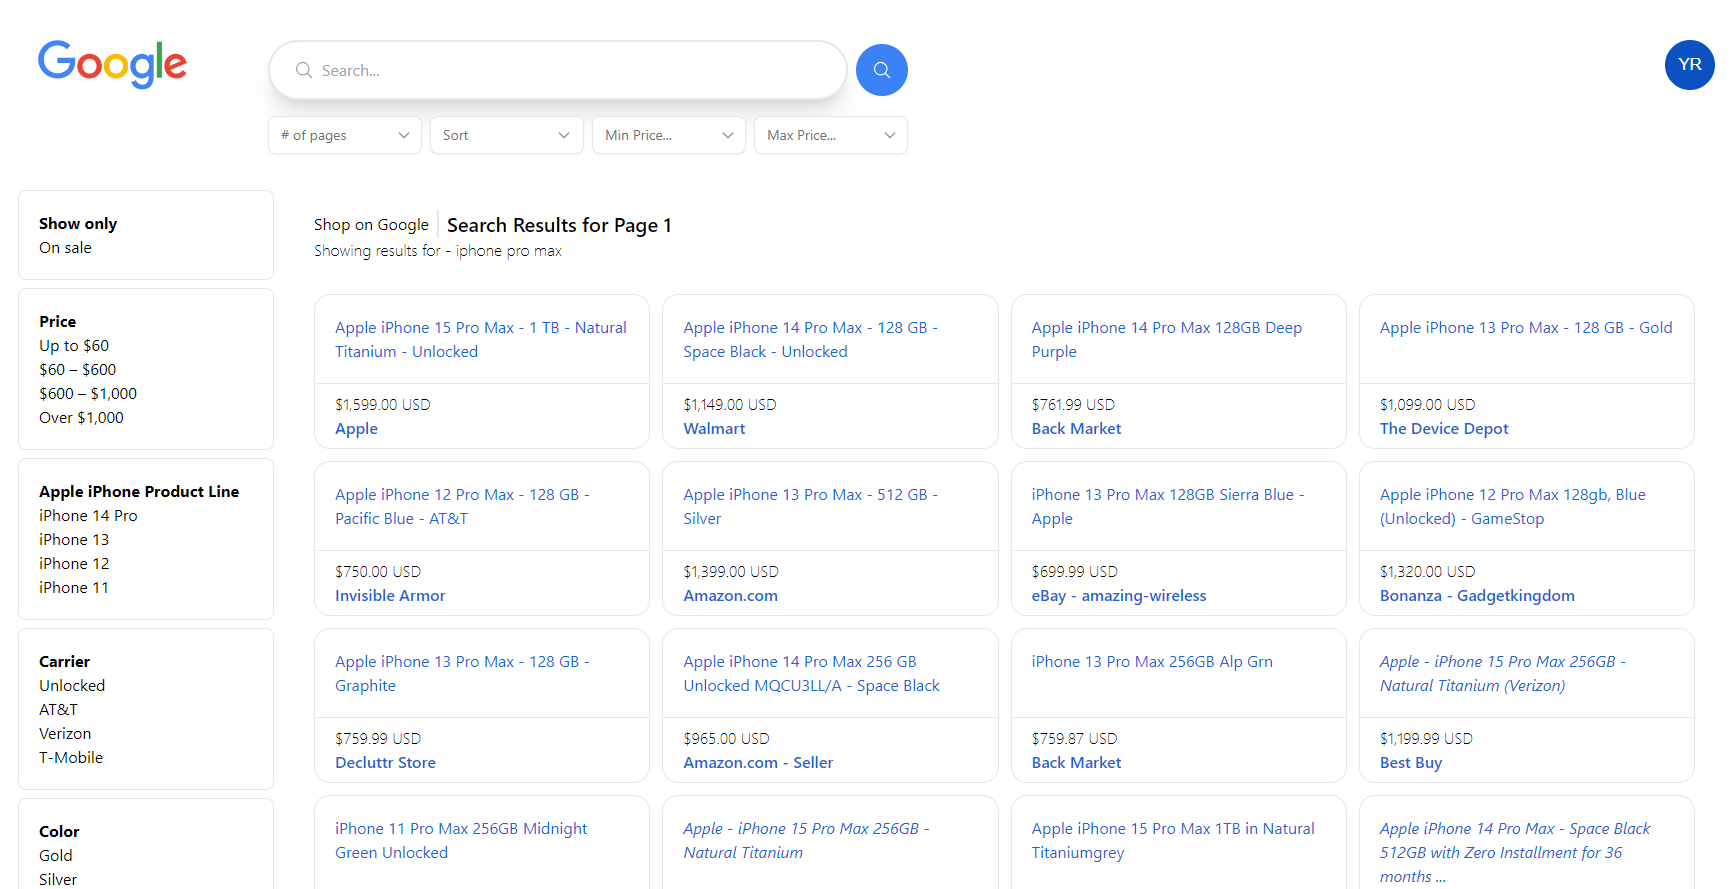 Google
Search...
YR
# of pages
Sort
Min Price...
Max Price...
Show only
On sale
Price
Up to $60
$60 – $600
$600 – $1,000
Over $1,000
Apple iPhone Product Line
iPhone 14 Pro
iPhone 13
iPhone 12
iPhone 11
Carrier
Unlocked
AT&T
Verizon
T-Mobile
Color
Gold
Silver
Shop on Google
Search Results for Page 1
Showing results for - iphone pro max
Apple iPhone 15 Pro Max - 1 TB - Natural
Titanium - Unlocked
$1,599.00 USD
Apple
Apple iPhone 14 Pro Max - 128 GB -
Space Black - Unlocked
$1,149.00 USD
Walmart
Apple iPhone 14 Pro Max 128GB Deep
Purple
$761.99 USD
Back Market
Apple iPhone 13 Pro Max - 128 GB - Gold
$1,099.00 USD
The Device Depot
Apple iPhone 12 Pro Max - 128 GB -
Pacific Blue - AT&T
$750.00 USD
Invisible Armor
Apple iPhone 13 Pro Max - 512 GB -
Silver
$1,399.00 USD
Amazon.com
iPhone 13 Pro Max 128GB Sierra Blue -
Apple
$699.99 USD
eBay - amazing-wireless
Apple iPhone 12 Pro Max 128gb, Blue
(Unlocked) - GameStop
$1,320.00 USD
Bonanza - Gadgetkingdom
Apple iPhone 13 Pro Max - 128 GB -
Graphite
$759.99 USD
Decluttr Store
Apple iPhone 14 Pro Max 256 GB
Unlocked MQCU3LL/A - Space Black
$965.00 USD
Amazon.com - Seller
iPhone 13 Pro Max 256GB Alp Grn
$759.87 USD
Back Market
Apple - iPhone 15 Pro Max 256GB -
Natural Titanium (Verizon)
$1,199.99 USD
Best Buy
iPhone 11 Pro Max 256GB Midnight
Green Unlocked
Apple - iPhone 15 Pro Max 256GB -
Natural Titanium
Apple iPhone 15 Pro Max 1TB in Natural
Titaniumgrey
Apple iPhone 14 Pro Max - Space Black
512GB with Zero Installment for 36
months ...